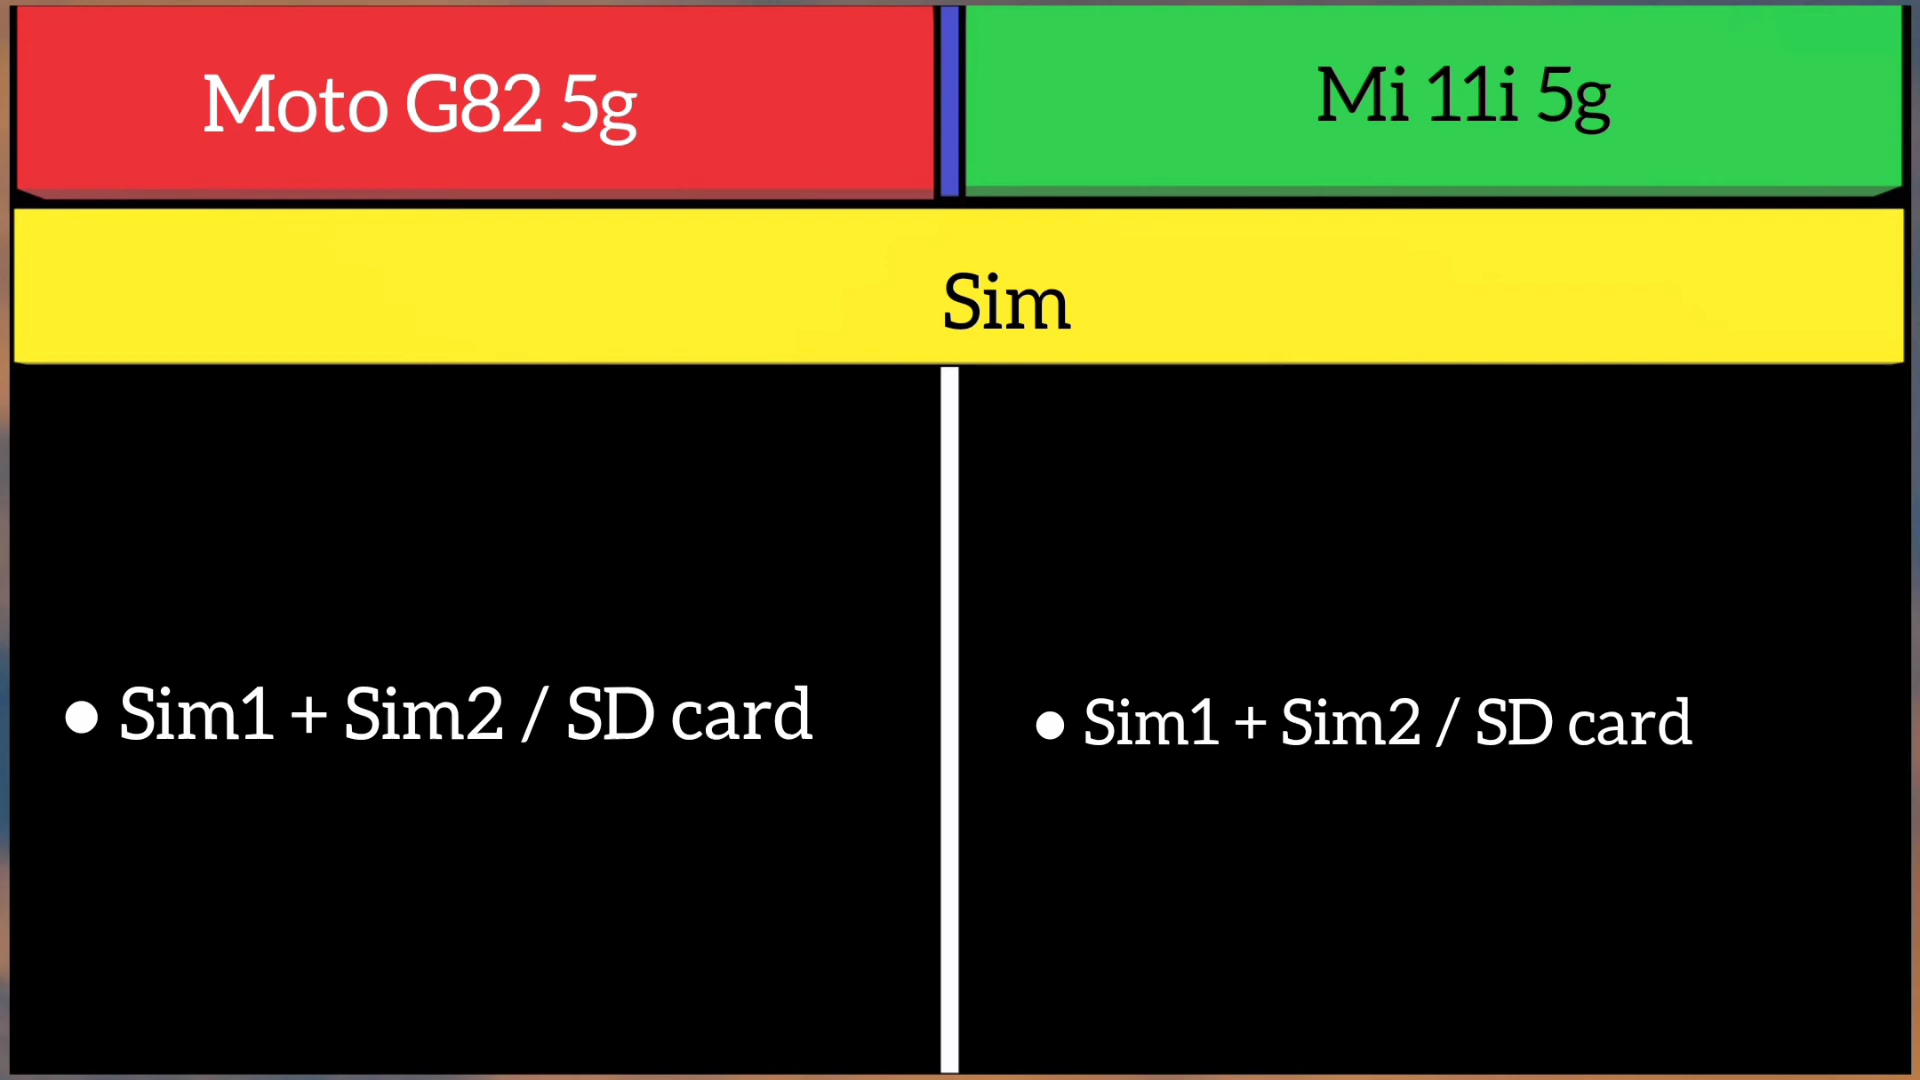 Moto G82 5g
Mi 11i 5g
Sim
• Sim1 + Sim2 / SD card
• Sim1 + Sim2 / SD card